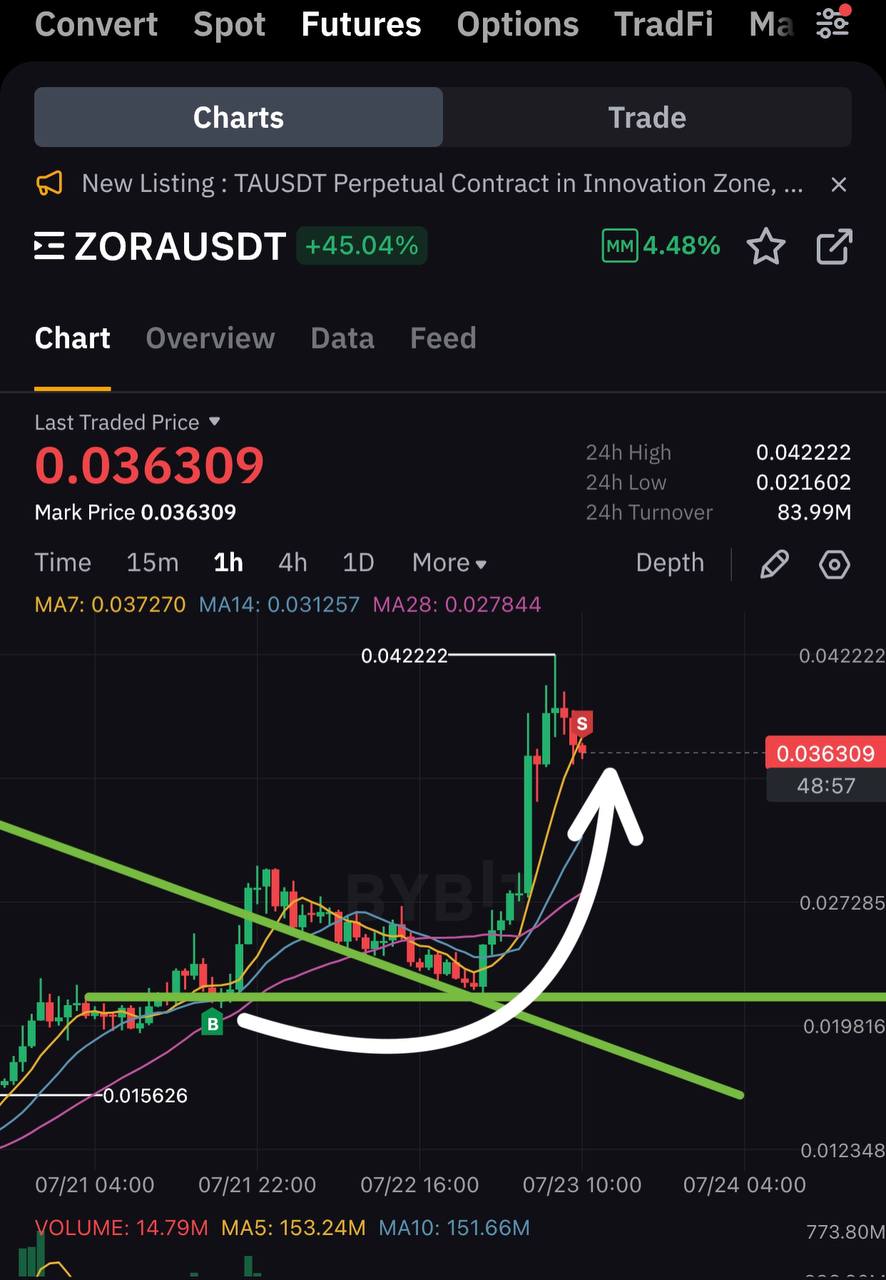 Convert Spot Futures Options TradFi Ma
Charts Trade
New Listing : TAUSDT Perpetual Contract in Innovation Zone, ...
ZORAUSDT +45.04% MM 4.48%
Chart Overview Data Feed
Last Traded Price
0.036309
Mark Price 0.036309
24h High 0.042222
24h Low 0.021602
24h Turnover 83.99M
Time 15m 1h 4h 1D More Depth
MA7: 0.037270 MA14: 0.031257 MA28: 0.027844
0.042222 0.042222
S
0.036309
48:57
BYBIT
0.027285
B
0.019816
0.015626
0.012348
07/21 04:00 07/21 22:00 07/22 16:00 07/23 10:00 07/24 04:00
VOLUME: 14.79M MA5: 153.24M MA10: 151.66M
773.80M